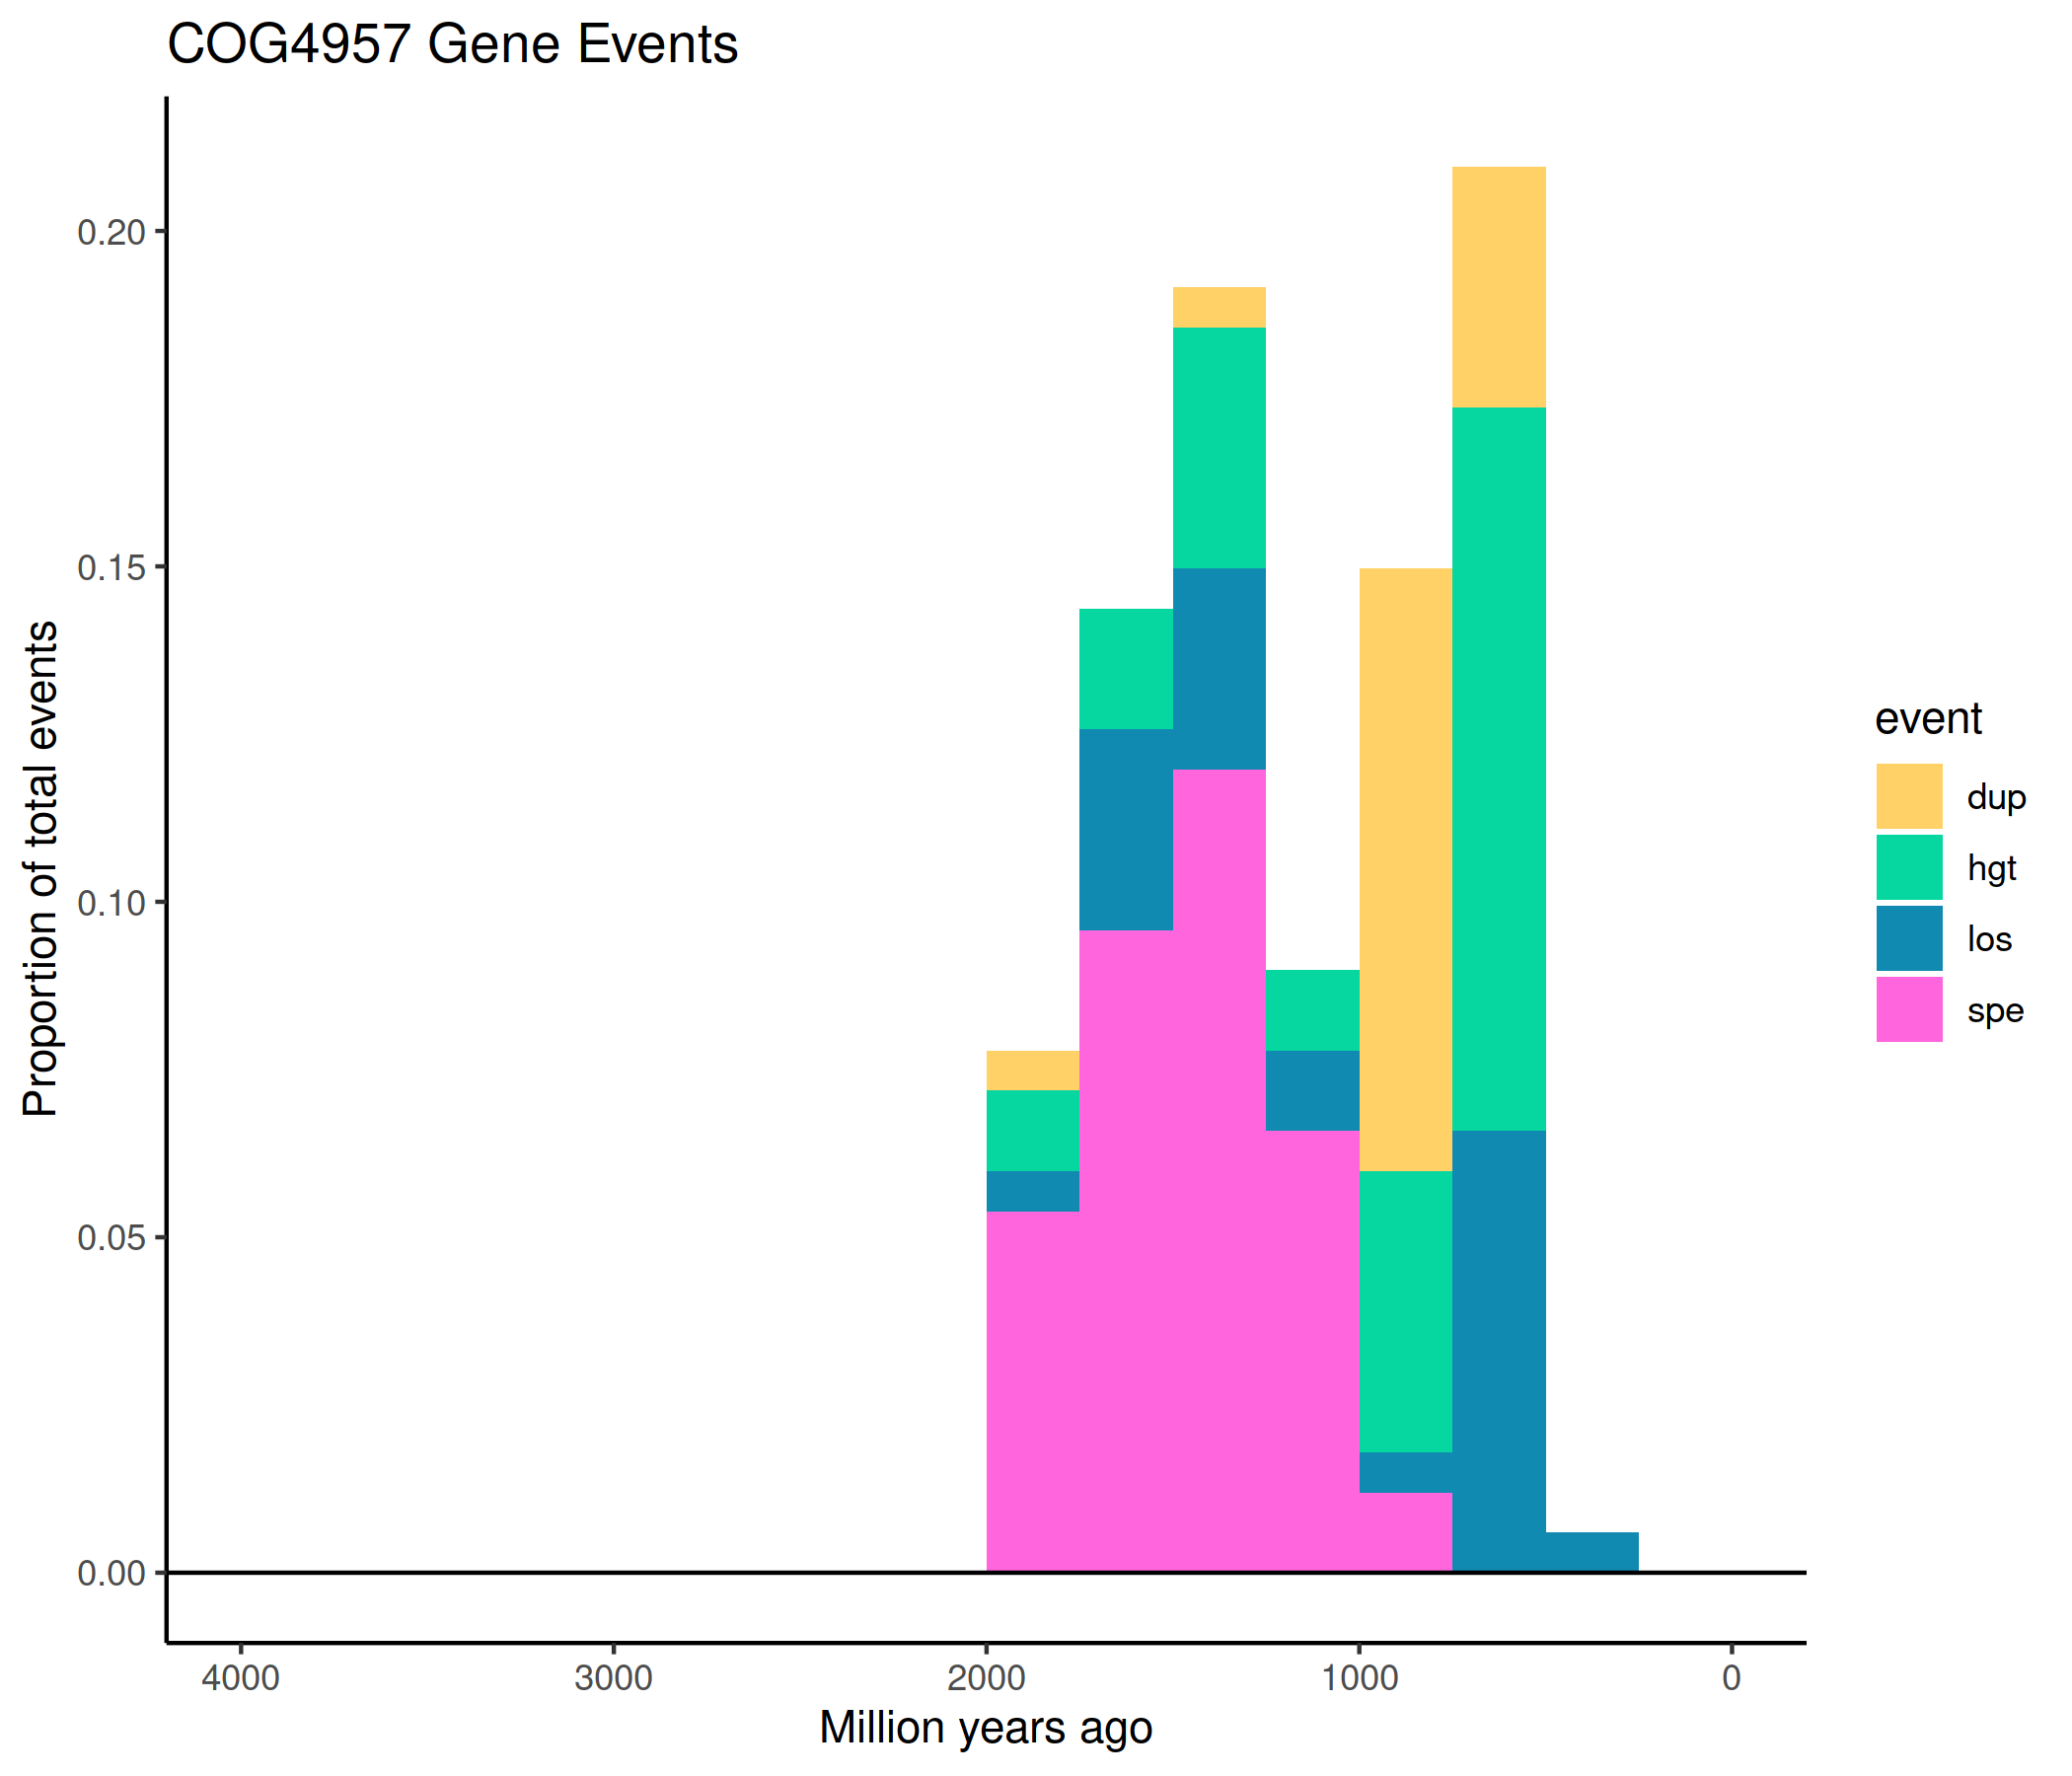 COG4957 Gene Events
0.20
0.15
0.10
0.05
0.00
Proportion of total events
4000 3000 2000 1000 0
Million years ago
event
dup
hgt
los
spe